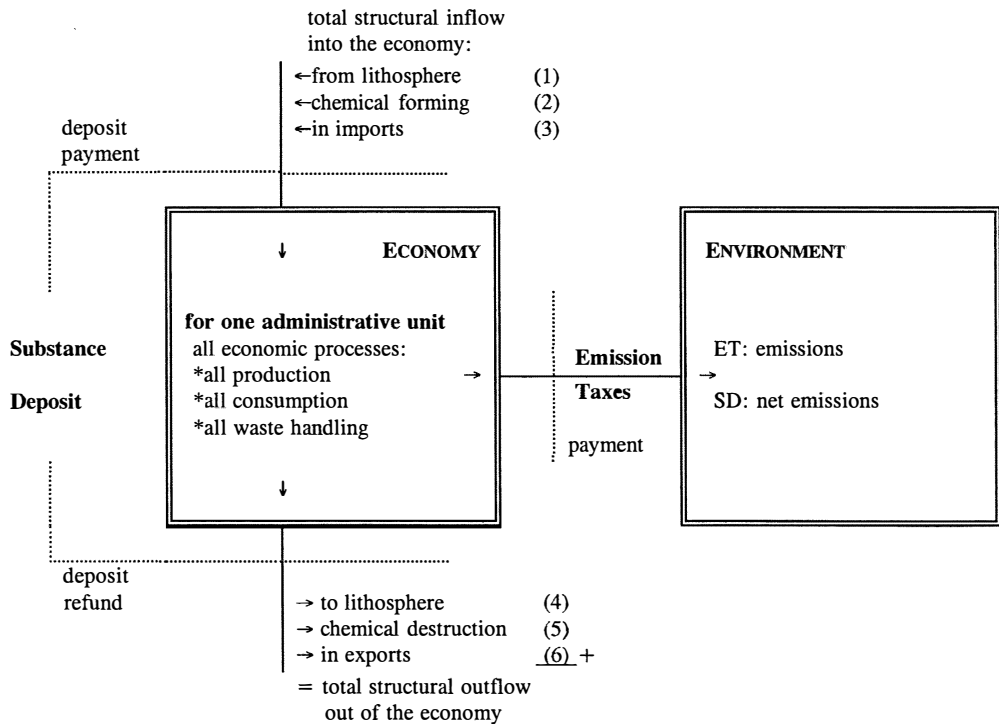 total structural inflow
into the economy:
←from lithosphere (1)
←chemical forming (2)
←in imports (3)
deposit
payment
↓
ECONOMY
ENVIRONMENT
for one administrative unit
all economic processes:
*all production
*all consumption
*all waste handling
→
↓
Substance
Deposit
Emission
Taxes
payment
→
ET: emissions
SD: net emissions
deposit
refund
→ to lithosphere (4)
→ chemical destruction (5)
→ in exports (6) +
= total structural outflow
out of the economy